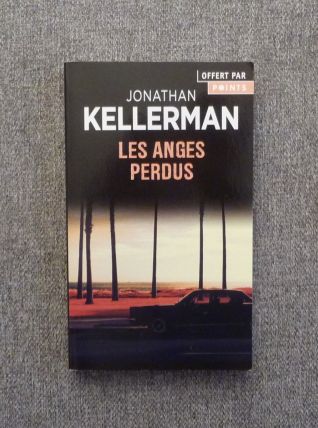 OFFERT PAR
POINTS
JONATHAN
KELLERMAN
LES ANGES
PERDUS